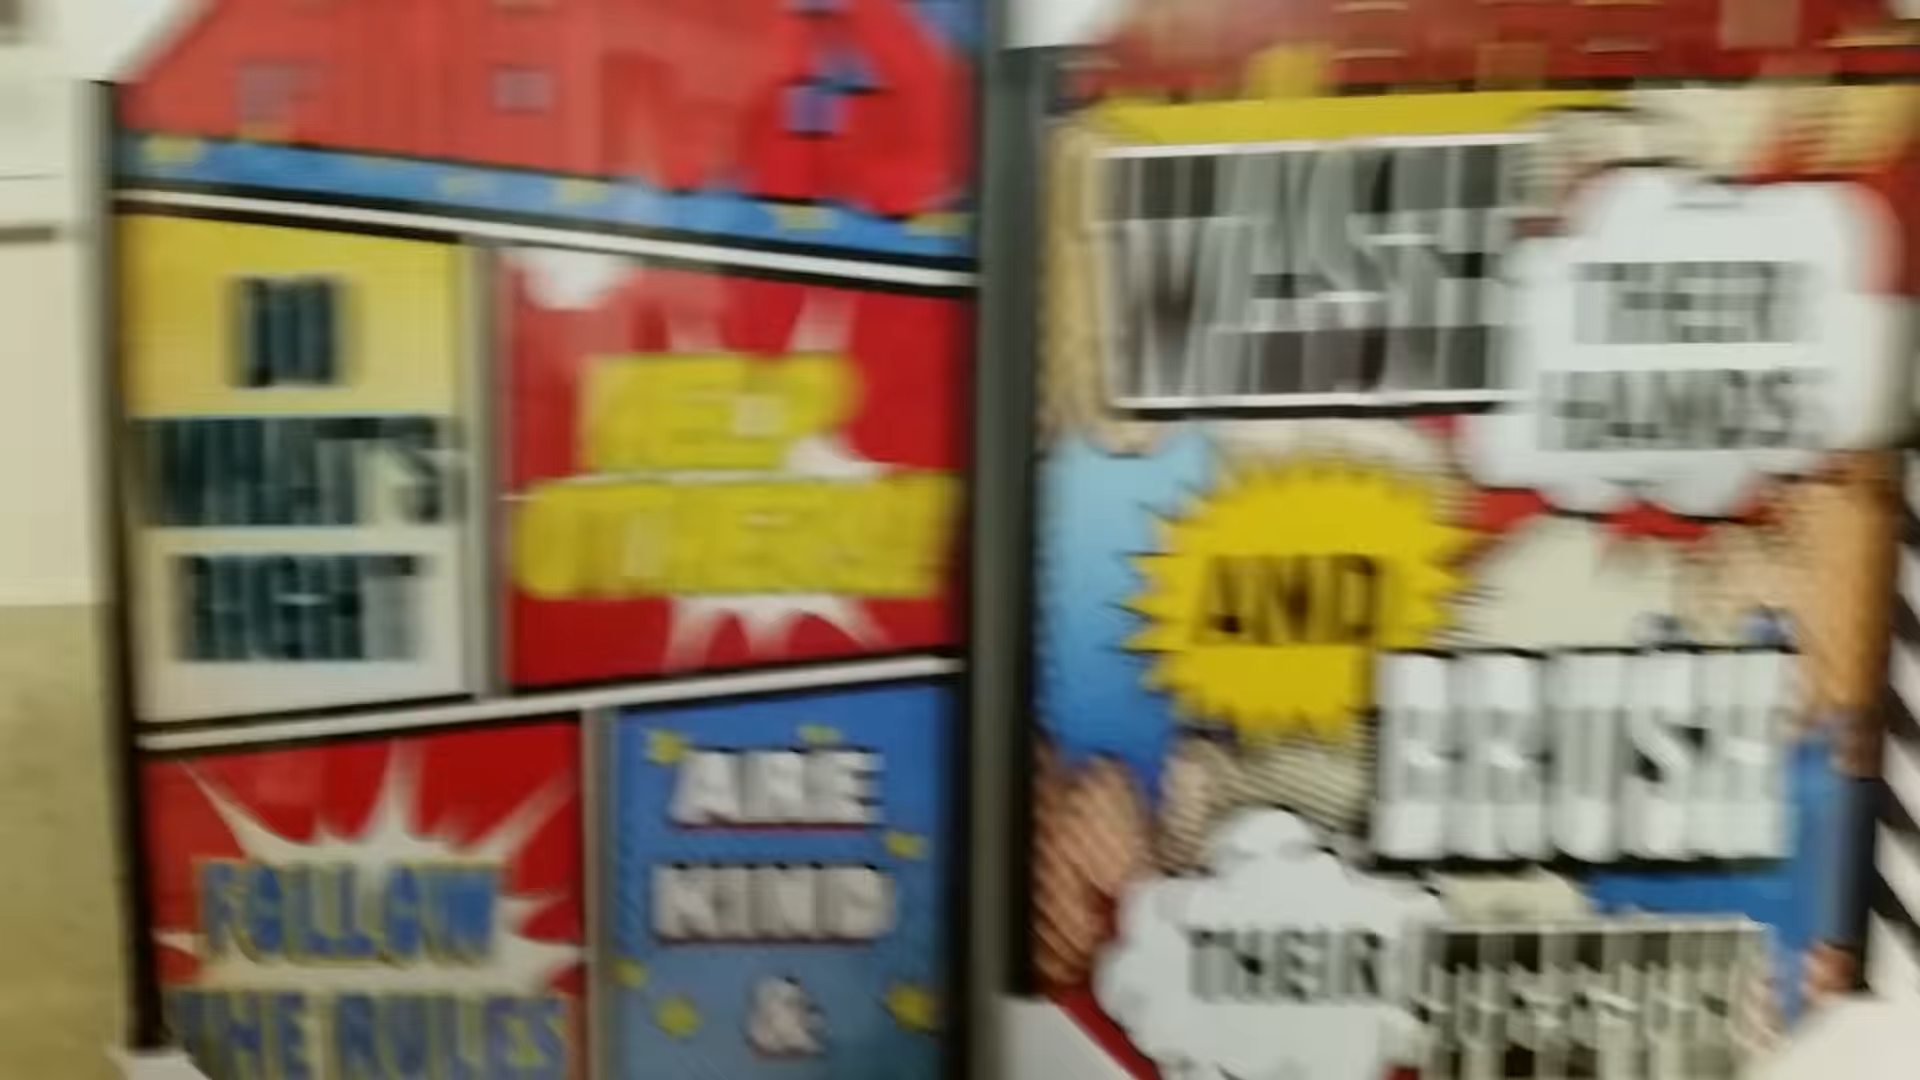 DO
WHAT'S
RIGHT
HELP
OTHERS
FOLLOW
THE RULES
ARE
KIND
&
WASH
THEIR
HANDS
AND
BRUSH
THEIR